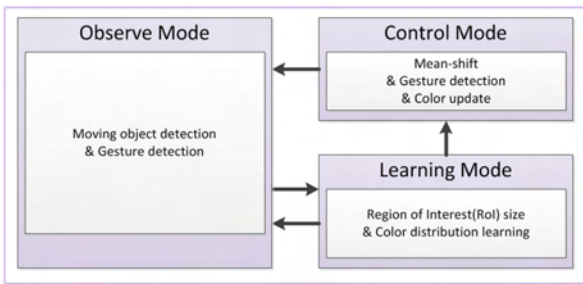 Observe Mode
Moving object detection
& Gesture detection
Control Mode
Mean-shift
& Gesture detection
& Color update
Learning Mode
Region of Interest(RoI) size
& Color distribution learning